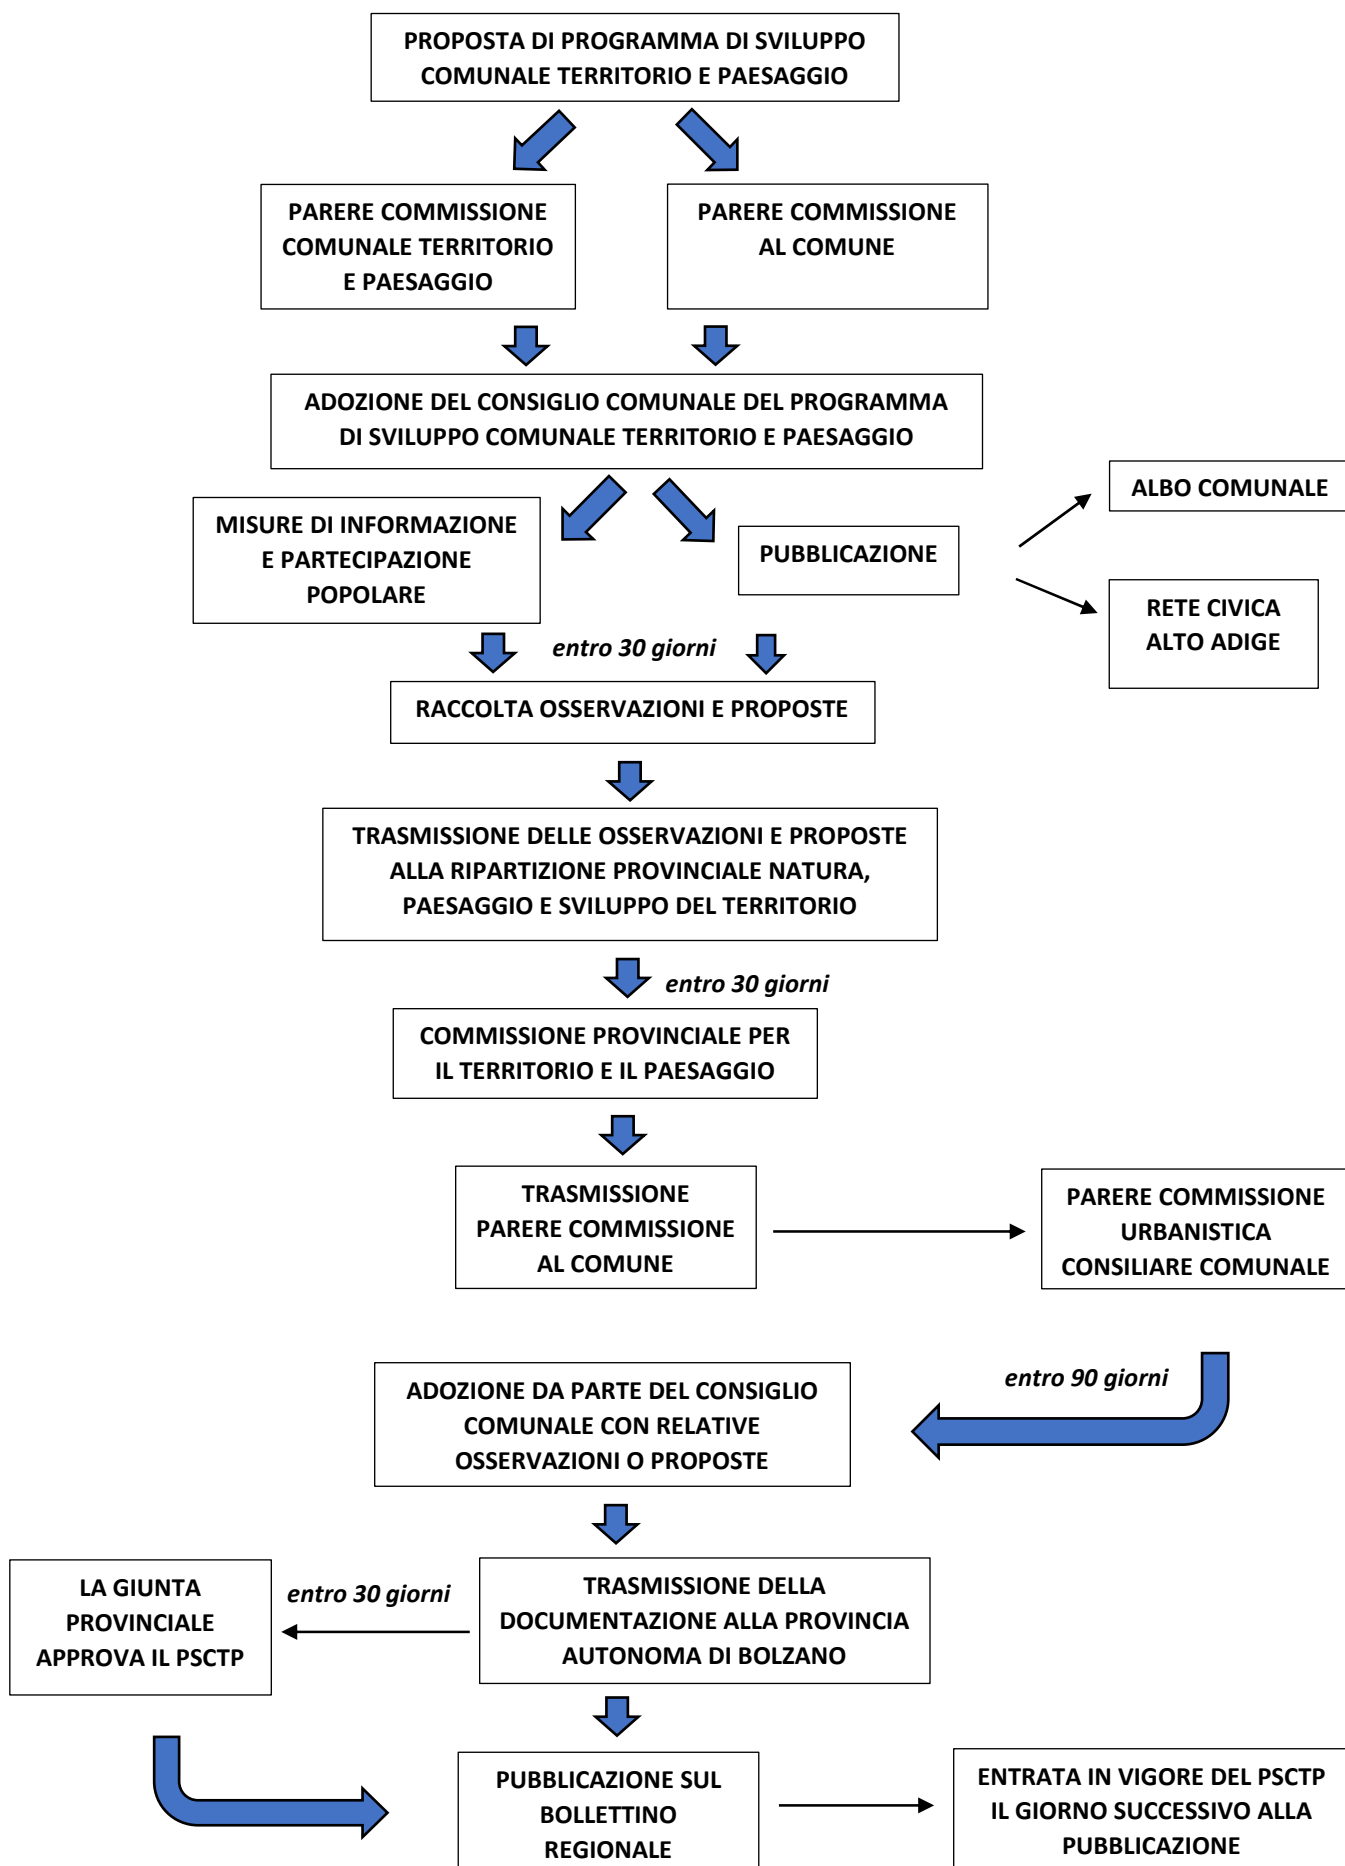 PROPOSTA DI PROGRAMMA DI SVILUPPO
COMUNALE TERRITORIO E PAESAGGIO
PARERE COMMISSIONE
COMUNALE TERRITORIO
E PAESAGGIO
PARERE COMMISSIONE
AL COMUNE
ADOZIONE DEL CONSIGLIO COMUNALE DEL PROGRAMMA
DI SVILUPPO COMUNALE TERRITORIO E PAESAGGIO
MISURE DI INFORMAZIONE
E PARTECIPAZIONE
POPOLARE
PUBBLICAZIONE
ALBO COMUNALE
RETE CIVICA
ALTO ADIGE
entro 30 giorni
RACCOLTA OSSERVAZIONI E PROPOSTE
TRASMISSIONE DELLE OSSERVAZIONI E PROPOSTE
ALLA RIPARTIZIONE PROVINCIALE NATURA,
PAESAGGIO E SVILUPPO DEL TERRITORIO
entro 30 giorni
COMMISSIONE PROVINCIALE PER
IL TERRITORIO E IL PAESAGGIO
TRASMISSIONE
PARERE COMMISSIONE
AL COMUNE
PARERE COMMISSIONE
URBANISTICA
CONSILIARE COMUNALE
entro 90 giorni
ADOZIONE DA PARTE DEL CONSIGLIO
COMUNALE CON RELATIVE
OSSERVAZIONI O PROPOSTE
TRASMISSIONE DELLA
DOCUMENTAZIONE ALLA PROVINCIA
AUTONOMA DI BOLZANO
entro 30 giorni
LA GIUNTA
PROVINCIALE
APPROVA IL PSCTP
PUBBLICAZIONE SUL
BOLLETTINO
REGIONALE
ENTRATA IN VIGORE DEL PSCTP
IL GIORNO SUCCESSIVO ALLA
PUBBLICAZIONE